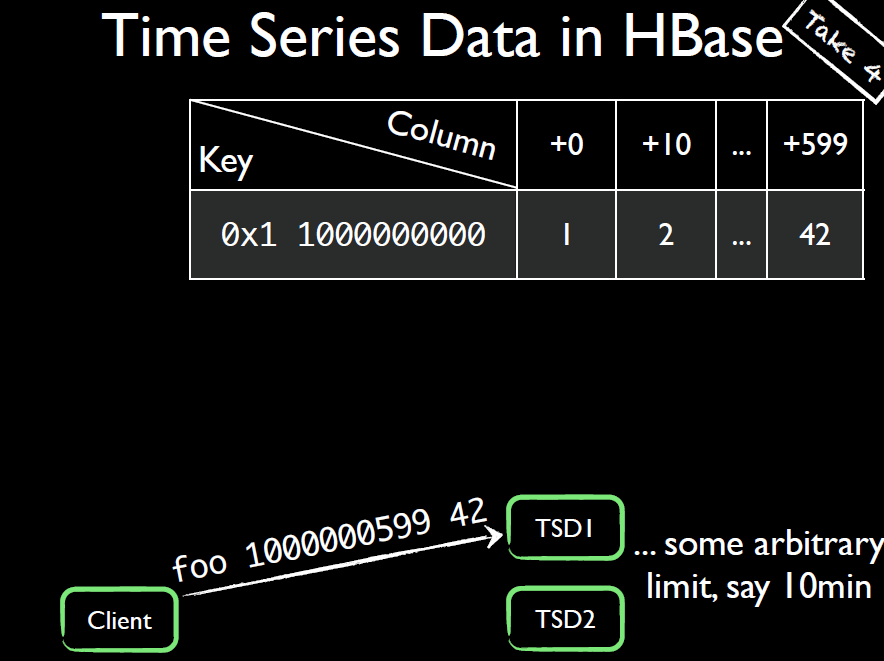 Time Series Data in HBase
Take 4
Column
Key
+0
+10
...
+599
0x1 1000000000
1
2
...
42
foo 1000000599 42
TSD1
... some arbitrary
limit, say 10min
Client
TSD2